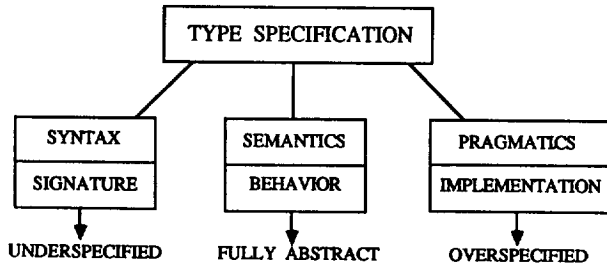 TYPE SPECIFICATION
SYNTAX
SIGNATURE
UNDERSPECIFIED
SEMANTICS
BEHAVIOR
FULLY ABSTRACT
PRAGMATICS
IMPLEMENTATION
OVERSPECIFIED